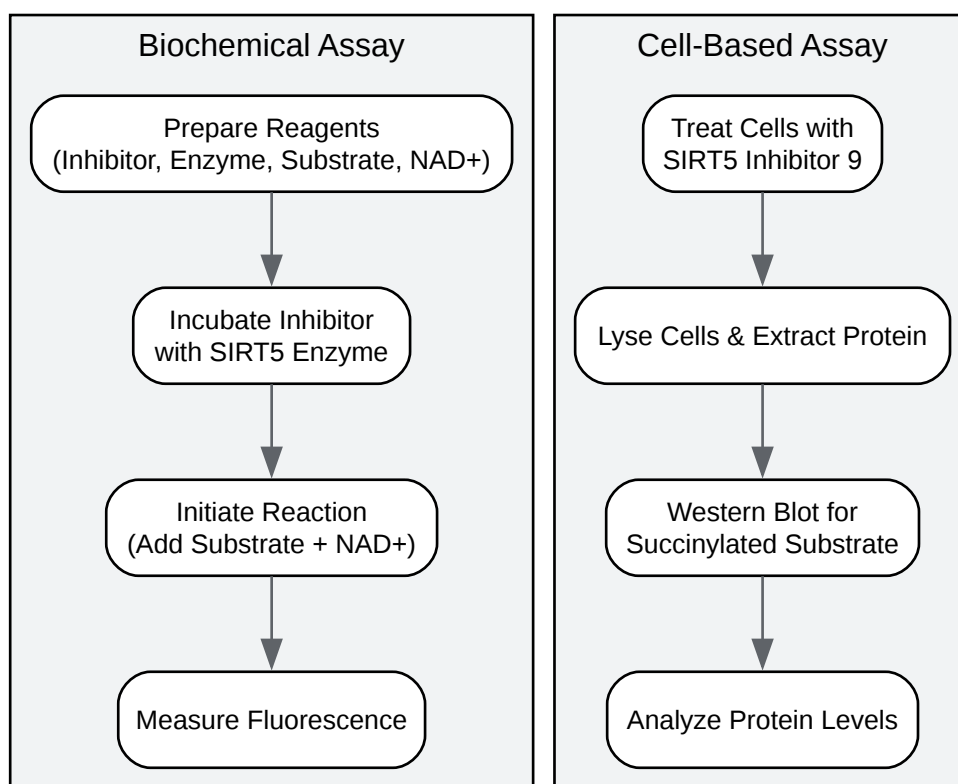 Biochemical Assay
Prepare Reagents
(Inhibitor, Enzyme, Substrate, NAD+)
Incubate Inhibitor
with SIRT5 Enzyme
Initiate Reaction
(Add Substrate + NAD+)
Measure Fluorescence
Cell-Based Assay
Treat Cells with
SIRT5 Inhibitor 9
Lyse Cells & Extract Protein
Western Blot for
Succinylated Substrate
Analyze Protein Levels